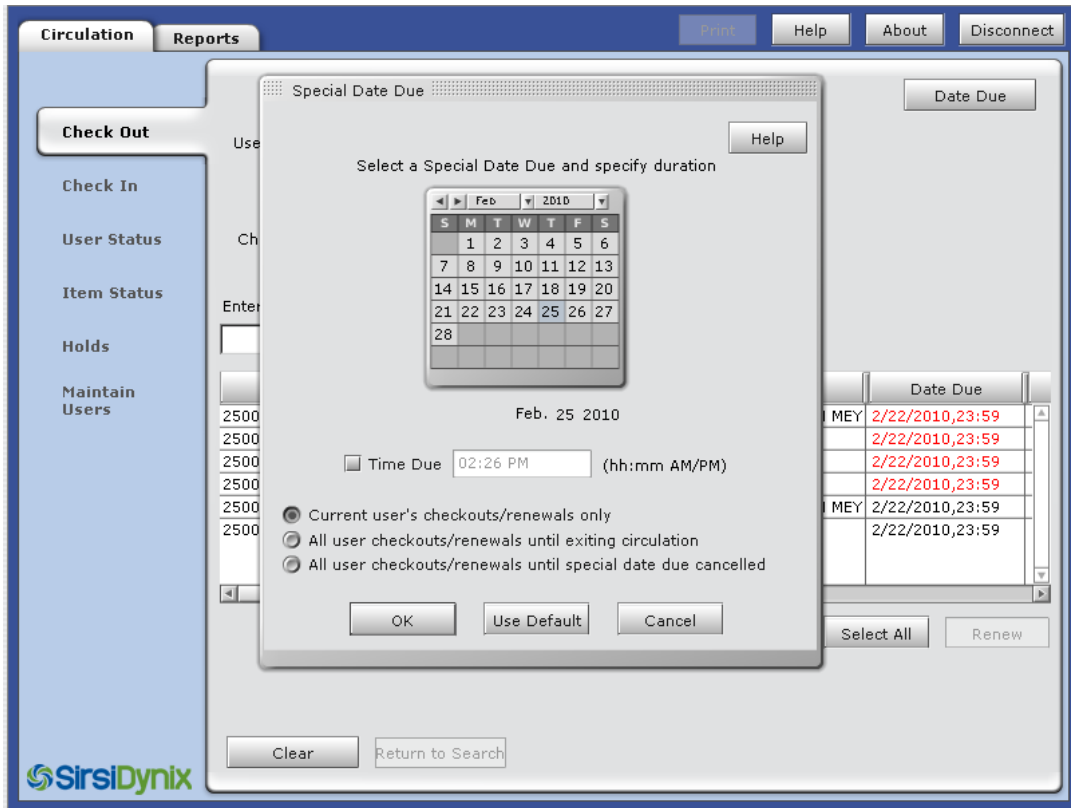 Circulation
Reports
Print
Help
About
Disconnect
Special Date Due
Date Due
Check Out
Check In
User Status
Item Status
Holds
Maintain
Users
Use
Help
Select a Special Date Due and specify duration
Feb 2010
S M T W T F S
1 2 3 4 5 6
7 8 9 10 11 12 13
14 15 16 17 18 19 20
21 22 23 24 25 26 27
28
Ch
Enter
Feb. 25 2010
Time Due 02:26 PM (hh:mm AM/PM)
Current user's checkouts/renewals only
All user checkouts/renewals until exiting circulation
All user checkouts/renewals until special date due cancelled
OK
Use Default
Cancel
Date Due
2500 MEY 2/22/2010,23:59
2500 2/22/2010,23:59
2500 2/22/2010,23:59
2500 2/22/2010,23:59
2500 MEY 2/22/2010,23:59
2500 2/22/2010,23:59
Select All
Renew
Clear
Return to Search
SirsiDynix